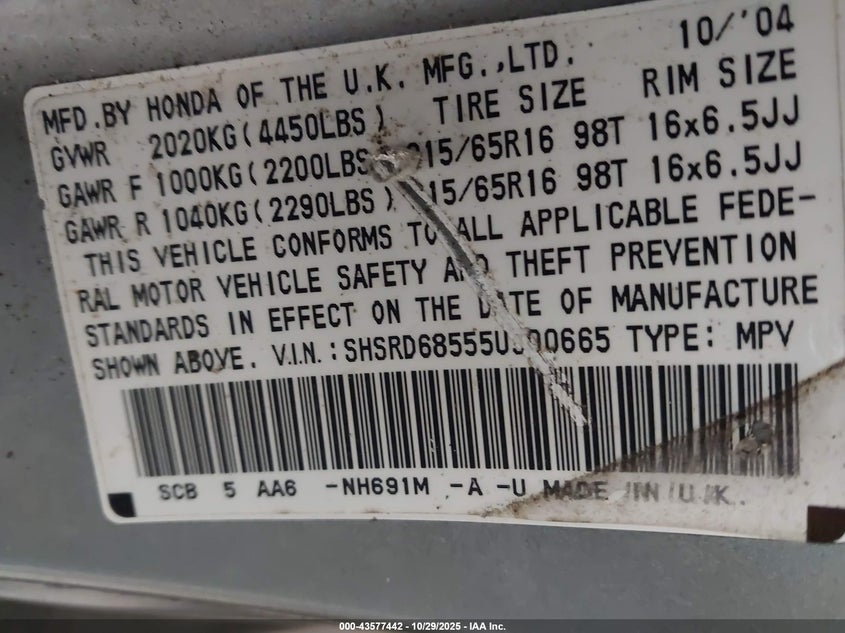 10/'04
MFD.BY HONDA OF THE U.K. MFG.,LTD.
GVWR 2020KG(4450LBS) TIRE SIZE RIM SIZE
GAWR F 1000KG(2200LBS 15/65R16 98T 16x6.5JJ
GAWR R 1040KG(2290LBS) 15/65R16 98T 16x6.5JJ
THIS VEHICLE CONFORMS TO ALL APPLICABLE FEDE-
RAL MOTOR VEHICLE SAFETY AND THEFT PREVENTION
STANDARDS IN EFFECT ON THE DATE OF MANUFACTURE
SHOWN ABOVE. V.I.N.: TYPE: MPV
SCB 5 AA6 -NH691M -A -U MADE IN U.K.
000-43577442 - 10/29/2025 - IAA Inc.